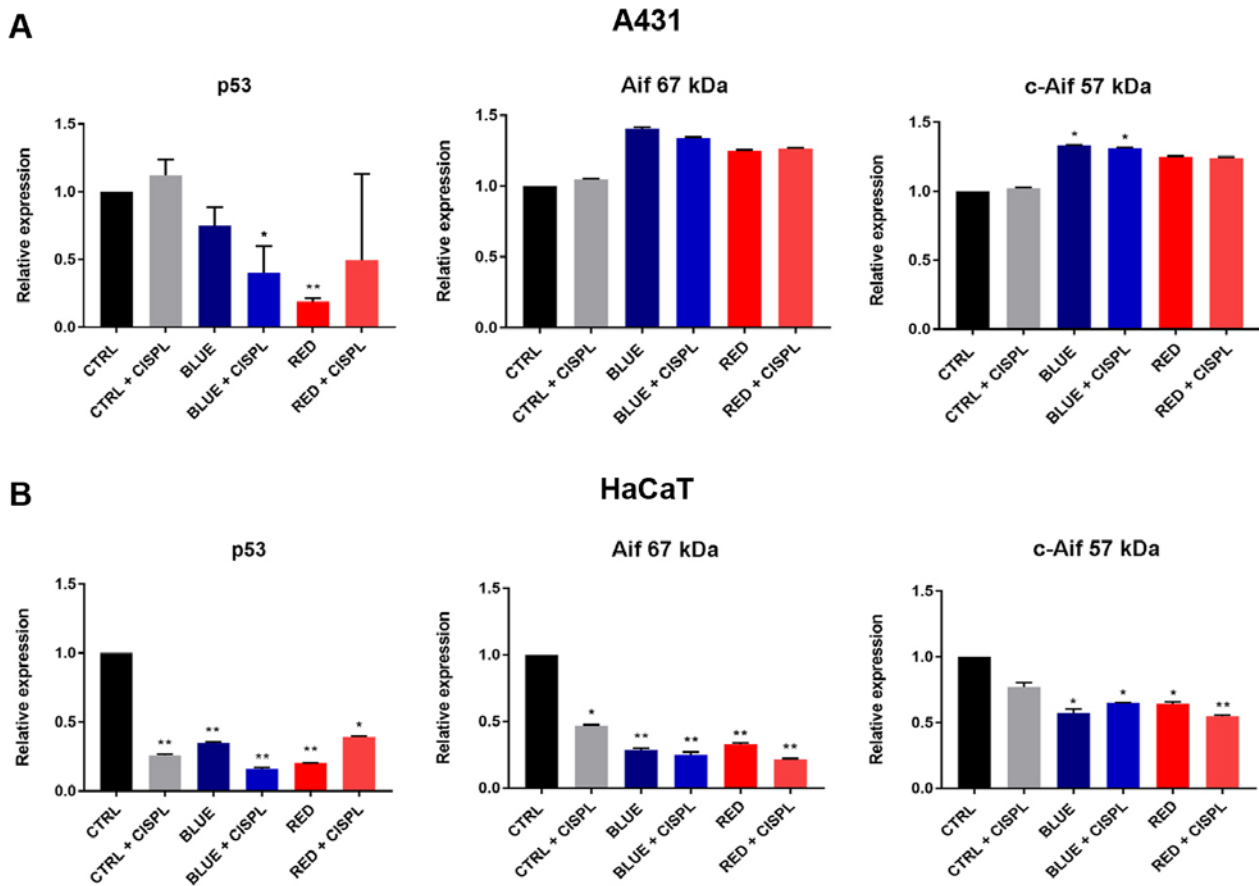 A
A431
p53
Relative expression
1.5
1.0
0.5
0.0
*
**
CTRL
CTRL + CISPL
BLUE
BLUE + CISPL
RED
RED + CISPL
Aif 67 kDa
Relative expression
1.5
1.0
0.5
0.0
CTRL
CTRL + CISPL
BLUE
BLUE + CISPL
RED
RED + CISPL
c-Aif 57 kDa
Relative expression
1.5
1.0
0.5
0.0
*
*
CTRL
CTRL + CISPL
BLUE
BLUE + CISPL
RED
RED + CISPL
B
HaCaT
p53
Relative expression
1.5
1.0
0.5
0.0
**
**
**
**
*
CTRL
CTRL + CISPL
BLUE
BLUE + CISPL
RED
RED + CISPL
Aif 67 kDa
Relative expression
1.5
1.0
0.5
0.0
*
**
**
**
**
CTRL
CTRL + CISPL
BLUE
BLUE + CISPL
RED
RED + CISPL
c-Aif 57 kDa
Relative expression
1.5
1.0
0.5
0.0
*
*
*
**
CTRL
CTRL + CISPL
BLUE
BLUE + CISPL
RED
RED + CISPL